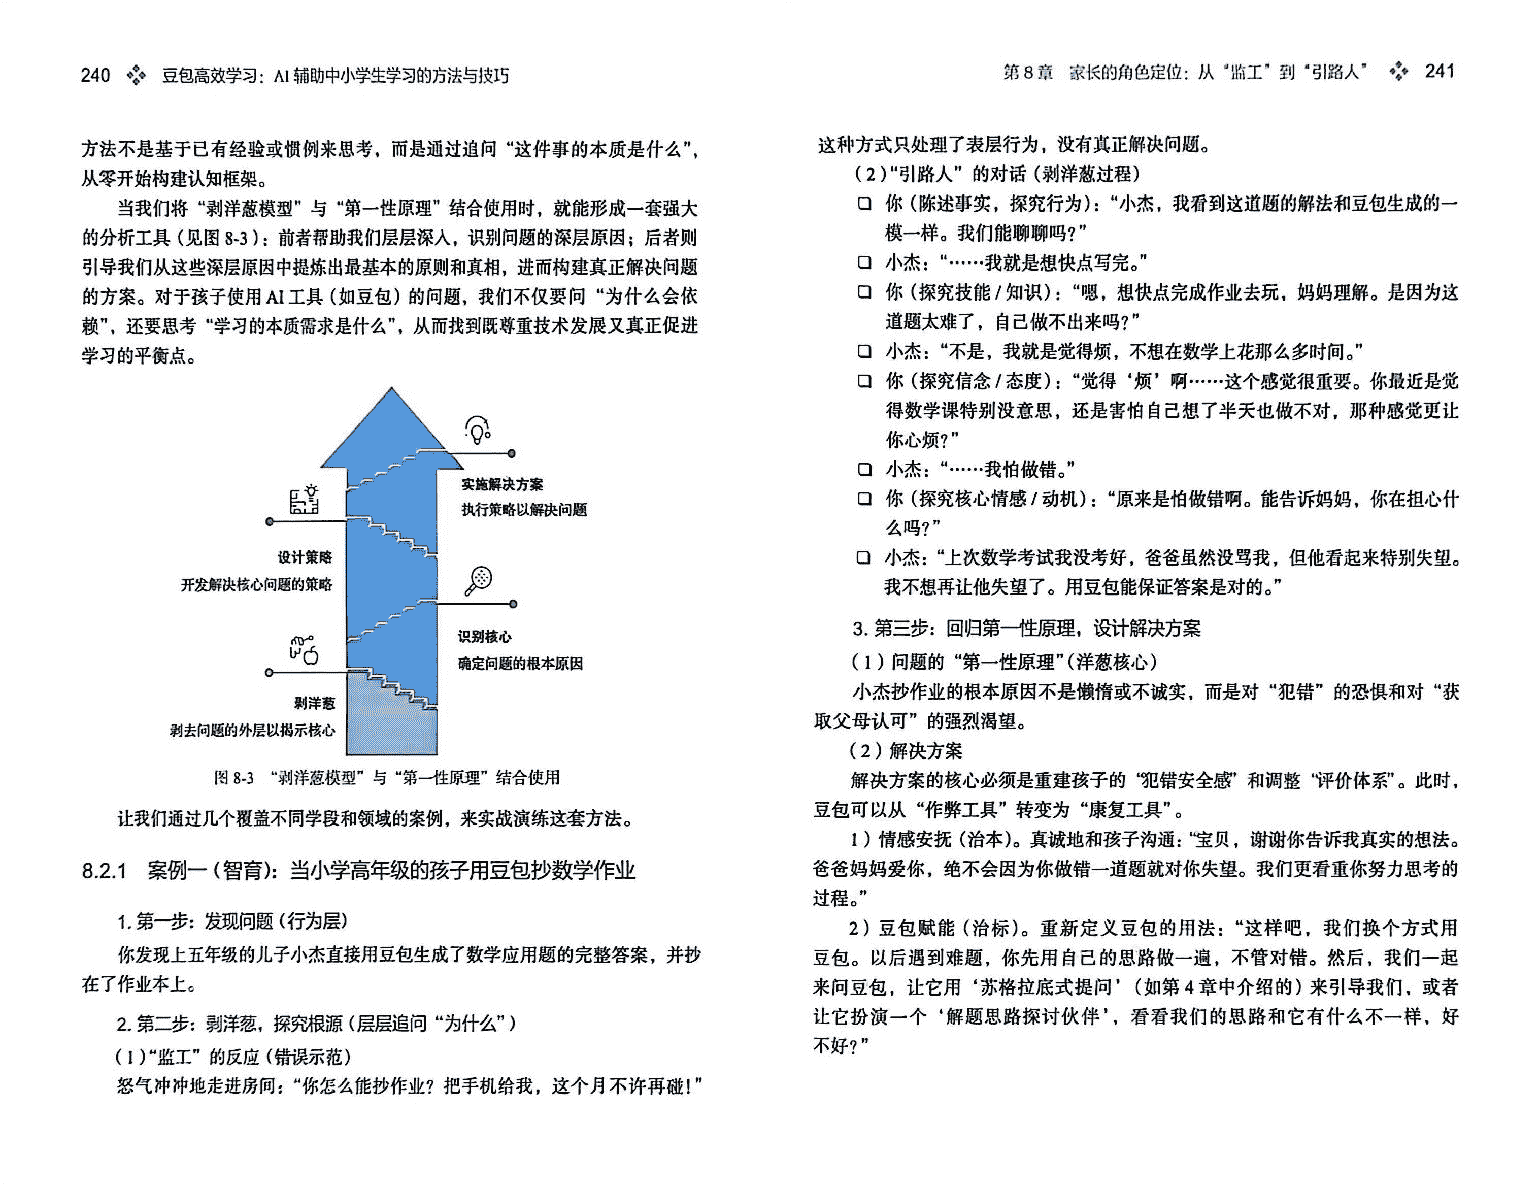 240 豆包高效学习：AI 辅助中小学生学习的方法与技巧
方法不是基于已有经验或惯例来思考，而是通过追问“这件事的本质是什么”，
从零开始构建认知框架。
当我们将“剥洋葱模型”与“第一性原理”结合使用时，就能形成一套强大
的分析工具（见图 8-3）：前者帮助我们层层深入，识别问题的深层原因；后者则
引导我们从这些深层原因中提炼出最基本的原则和真相，进而构建真正解决问题
的方案。对于孩子使用 AI 工具（如豆包）的问题，我们不仅要问“为什么会依
赖”，还要思考“学习的本质需求是什么”，从而找到既尊重技术发展又真正促进
学习的平衡点。
实施解决方案
执行策略以解决问题
设计策略
开发解决核心问题的策略
识别核心
确定问题的根本原因
剥洋葱
剥去问题的外层以揭示核心
图 8-3 “剥洋葱模型”与“第一性原理”结合使用
让我们通过几个覆盖不同学段和领域的案例，来实战演练这套方法。
8.2.1 案例一（智育）：当小学高年级的孩子用豆包抄数学作业
1. 第一步：发现问题（行为层）
你发现上五年级的儿子小杰直接用豆包生成了数学应用题的完整答案，并抄
在了作业本上。
2. 第二步：剥洋葱，探究根源（层层追问“为什么”）
（1）“监工”的反应（错误示范）
怒气冲冲地走进房间：“你怎么能抄作业？把手机给我，这个月不许再碰！”
第 8 章 家长的角色定位：从“监工”到“引路人” 241
这种方式只处理了表层行为，没有真正解决问题。
（2）“引路人”的对话（剥洋葱过程）
❑ 你（陈述事实，探究行为）：“小杰，我看到这道题的解法和豆包生成的一
模一样。我们能聊聊吗？”
❑ 小杰：“……我就是想快点写完。”
❑ 你（探究技能 / 知识）：“嗯，想快点完成作业去玩，妈妈理解。是因为这
道题太难了，自己做不出来吗？”
❑ 小杰：“不是，我就是觉得烦，不想在数学上花那么多时间。”
❑ 你（探究信念 / 态度）：“觉得‘烦’啊……这个感觉很重要。你最近是觉
得数学课特别没意思，还是害怕自己想了半天也做不对，那种感觉更让
你心烦？”
❑ 小杰：“……我怕做错。”
❑ 你（探究核心情感 / 动机）：“原来是怕做错啊。能告诉妈妈，你在担心什
么吗？”
❑ 小杰：“上次数学考试我没考好，爸爸虽然没骂我，但他看起来特别失望。
我不想再让他失望了。用豆包能保证答案是对的。”
3. 第三步：回归第一性原理，设计解决方案
（1）问题的“第一性原理”（洋葱核心）
小杰抄作业的根本原因不是懒惰或不诚实，而是对“犯错”的恐惧和对“获
取父母认可”的强烈渴望。
（2）解决方案
解决方案的核心必须是重建孩子的“犯错安全感”和调整“评价体系”。此时，
豆包可以从“作弊工具”转变为“康复工具”。
1）情感安抚（治本）。真诚地和孩子沟通：“宝贝，谢谢你告诉我真实的想法。
爸爸妈妈爱你，绝不会因为你做错一道题就对你失望。我们更看重你努力思考的
过程。”
2）豆包赋能（治标）。重新定义豆包的用法：“这样吧，我们换个方式用
豆包。以后遇到难题，你先用自己的思路做一遍，不管对错。然后，我们一起
来问豆包，让它用‘苏格拉底式提问’（如第 4 章中介绍的）来引导我们，或者
让它扮演一个‘解题思路探讨伙伴’，看看我们的思路和它有什么不一样，好
不好？”